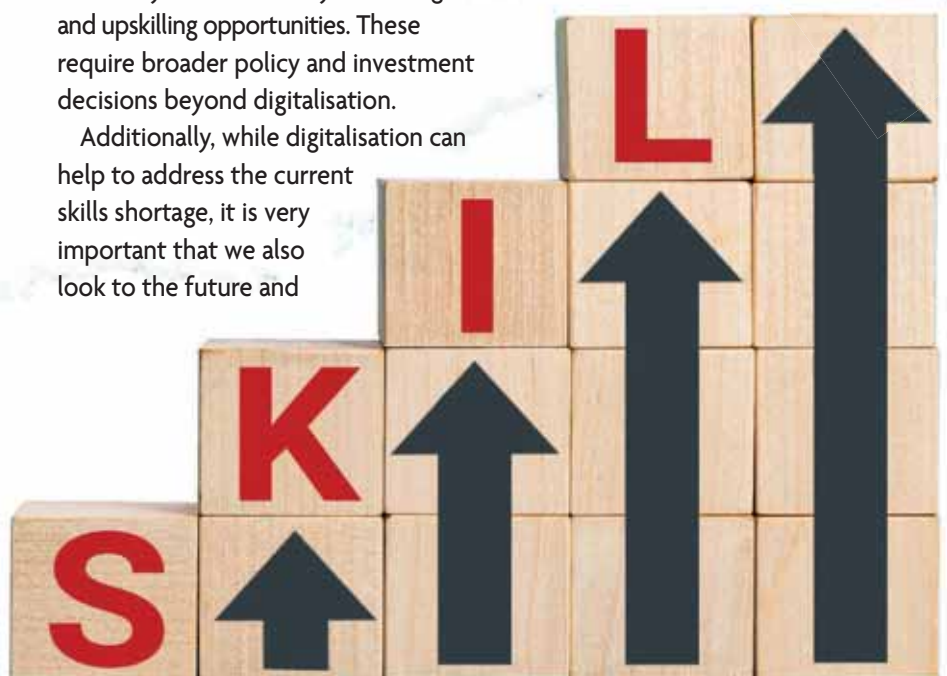 and upskilling opportunities. These
require broader policy and investment
decisions beyond digitalisation.
Additionally, while digitalisation can
help to address the current
skills shortage, it is very
important that we also
look to the future and
L
I
K
S